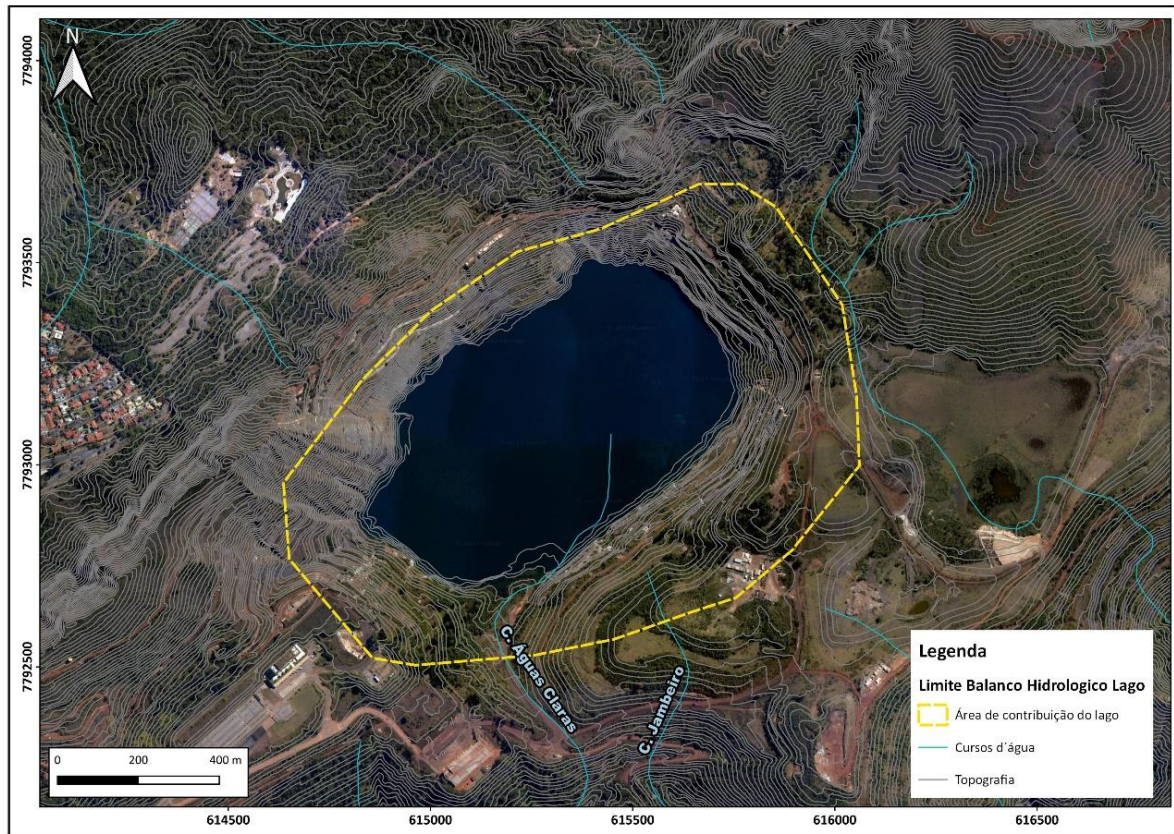 N
7794000
7793500
7793000
7792500
C. Águas Claras
C. Jambeiro
Legenda
Limite Balanco Hidrologico Lago
Área de contribuição do lago
Cursos d´água
Topografia
0 200 400 m
614500 615000 615500 616000 616500